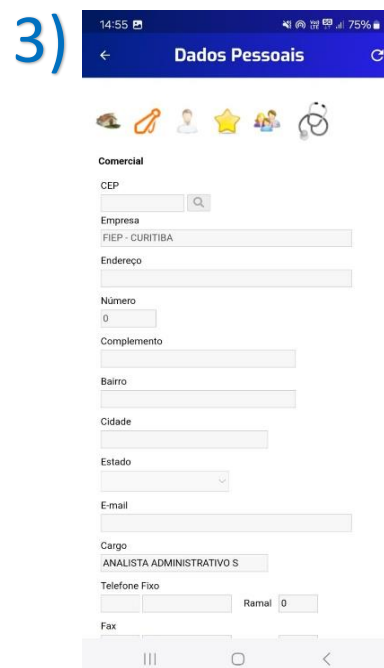 3)
14:55 75%
Dados Pessoais
Comercial
CEP
Empresa
FIEP - CURITIBA
Endereço
Número
0
Complemento
Bairro
Cidade
Estado
E-mail
Cargo
ANALISTA ADMINISTRATIVO S
Telefone Fixo
Ramal 0
Fax